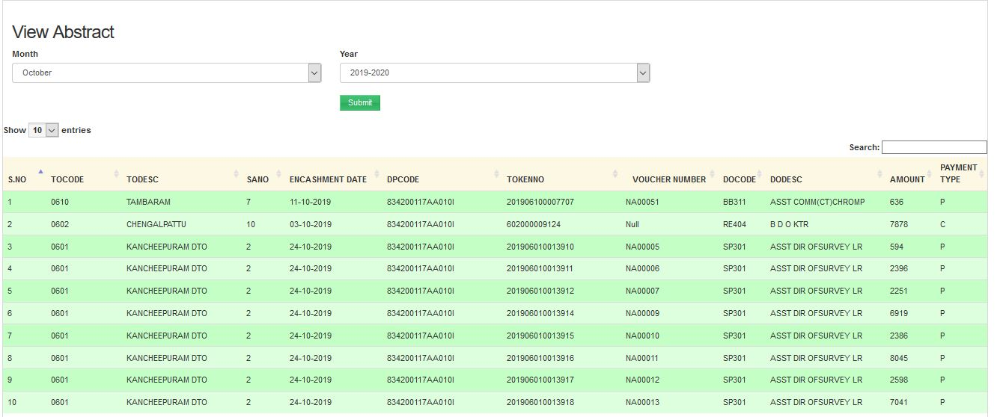 View Abstract
Month Year
October 2019-2020
Submit
Show 10 entries
Search:
S.NO TOCODE TODESC SANO ENCASHMENT DATE DPCODE TOKENNO VOUCHER NUMBER DOCODE DODESC AMOUNT PAYMENT TYPE
1 0610 TAMBARAM 7 11-10-2019 834200117AA010I 201906100007707 NA00051 BB311 ASST COMM(CT)CHROMP 636 P
2 0602 CHENGALPATTU 10 03-10-2019 834200117AA010I 602000009124 Null RE404 B D O KTR 7878 C
3 0601 KANCHEEPURAM DTO 2 24-10-2019 834200117AA010I 201906010013910 NA00005 SP301 ASST DIR OFSURVEY LR 594 P
4 0601 KANCHEEPURAM DTO 2 24-10-2019 834200117AA010I 201906010013911 NA00006 SP301 ASST DIR OFSURVEY LR 2396 P
5 0601 KANCHEEPURAM DTO 2 24-10-2019 834200117AA010I 201906010013912 NA00007 SP301 ASST DIR OFSURVEY LR 2251 P
6 0601 KANCHEEPURAM DTO 2 24-10-2019 834200117AA010I 201906010013914 NA00009 SP301 ASST DIR OFSURVEY LR 6919 P
7 0601 KANCHEEPURAM DTO 2 24-10-2019 834200117AA010I 201906010013915 NA00010 SP301 ASST DIR OFSURVEY LR 2386 P
8 0601 KANCHEEPURAM DTO 2 24-10-2019 834200117AA010I 201906010013916 NA00011 SP301 ASST DIR OFSURVEY LR 8045 P
9 0601 KANCHEEPURAM DTO 2 24-10-2019 834200117AA010I 201906010013917 NA00012 SP301 ASST DIR OFSURVEY LR 2598 P
10 0601 KANCHEEPURAM DTO 2 24-10-2019 834200117AA010I 201906010013918 NA00013 SP301 ASST DIR OFSURVEY LR 7041 P